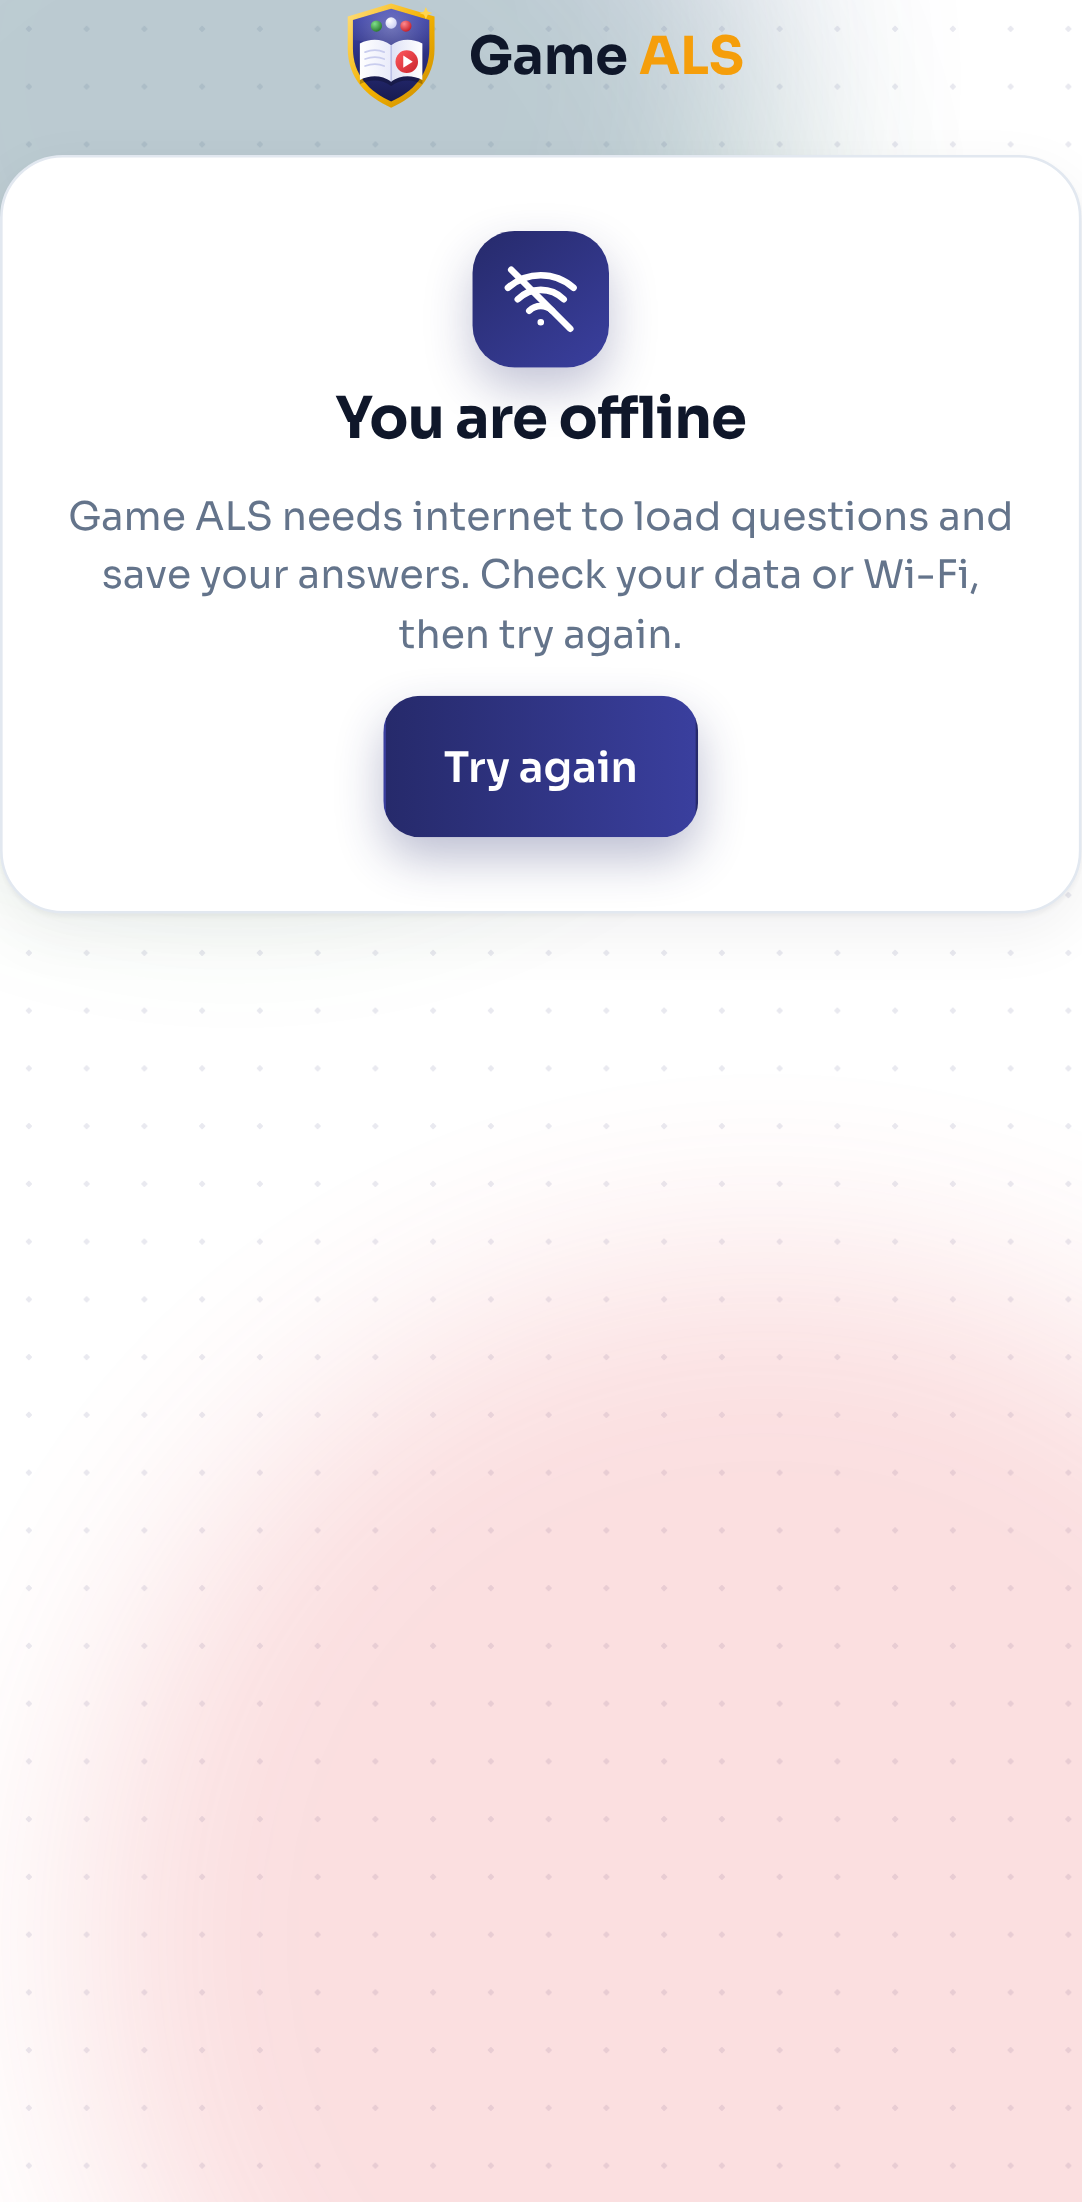 Game ALS
You are offline
Game ALS needs internet to load questions and
save your answers. Check your data or Wi-Fi,
then try again.
Try again